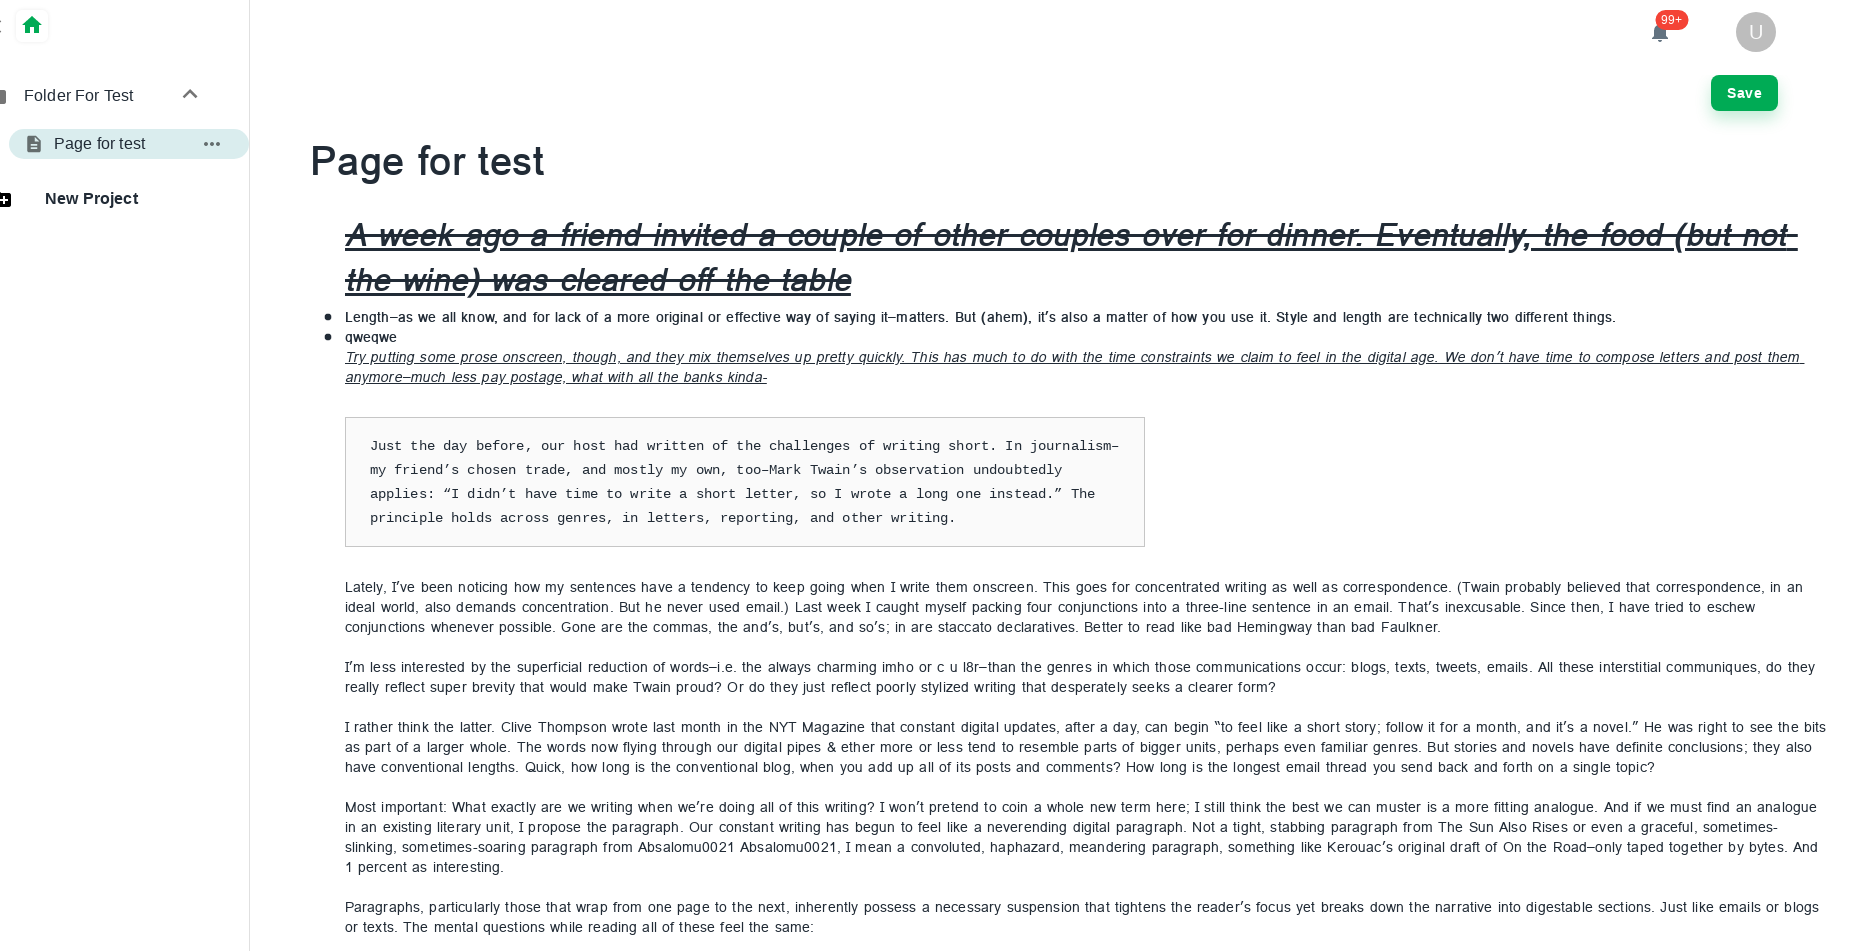 99+
U
Folder For Test
Save
Page for test
Page for test
New Project
A week ago a friend invited a couple of other couples over for dinner. Eventually, the food (but not
the wine) was cleared off the table
Length–as we all know, and for lack of a more original or effective way of saying it–matters. But (ahem), it’s also a matter of how you use it. Style and length are technically two different things.
qweqwe
Try putting some prose onscreen, though, and they mix themselves up pretty quickly. This has much to do with the time constraints we claim to feel in the digital age. We don’t have time to compose letters and post them
anymore–much less pay postage, what with all the banks kinda-
Just the day before, our host had written of the challenges of writing short. In journalism–
my friend’s chosen trade, and mostly my own, too–Mark Twain’s observation undoubtedly
applies: “I didn’t have time to write a short letter, so I wrote a long one instead.” The
principle holds across genres, in letters, reporting, and other writing.
Lately, I’ve been noticing how my sentences have a tendency to keep going when I write them onscreen. This goes for concentrated writing as well as correspondence. (Twain probably believed that correspondence, in an
ideal world, also demands concentration. But he never used email.) Last week I caught myself packing four conjunctions into a three-line sentence in an email. That’s inexcusable. Since then, I have tried to eschew
conjunctions whenever possible. Gone are the commas, the and’s, but’s, and so’s; in are staccato declaratives. Better to read like bad Hemingway than bad Faulkner.
I’m less interested by the superficial reduction of words–i.e. the always charming imho or c u l8r–than the genres in which those communications occur: blogs, texts, tweets, emails. All these interstitial communiques, do they
really reflect super brevity that would make Twain proud? Or do they just reflect poorly stylized writing that desperately seeks a clearer form?
I rather think the latter. Clive Thompson wrote last month in the NYT Magazine that constant digital updates, after a day, can begin “to feel like a short story; follow it for a month, and it’s a novel.” He was right to see the bits
as part of a larger whole. The words now flying through our digital pipes & ether more or less tend to resemble parts of bigger units, perhaps even familiar genres. But stories and novels have definite conclusions; they also
have conventional lengths. Quick, how long is the conventional blog, when you add up all of its posts and comments? How long is the longest email thread you send back and forth on a single topic?
Most important: What exactly are we writing when we’re doing all of this writing? I won’t pretend to coin a whole new term here; I still think the best we can muster is a more fitting analogue. And if we must find an analogue
in an existing literary unit, I propose the paragraph. Our constant writing has begun to feel like a neverending digital paragraph. Not a tight, stabbing paragraph from The Sun Also Rises or even a graceful, sometimes-
slinking, sometimes-soaring paragraph from Absalomu0021 Absalomu0021, I mean a convoluted, haphazard, meandering paragraph, something like Kerouac’s original draft of On the Road–only taped together by bytes. And
1 percent as interesting.
Paragraphs, particularly those that wrap from one page to the next, inherently possess a necessary suspension that tightens the reader’s focus yet breaks down the narrative into digestable sections. Just like emails or blogs
or texts. The mental questions while reading all of these feel the same: